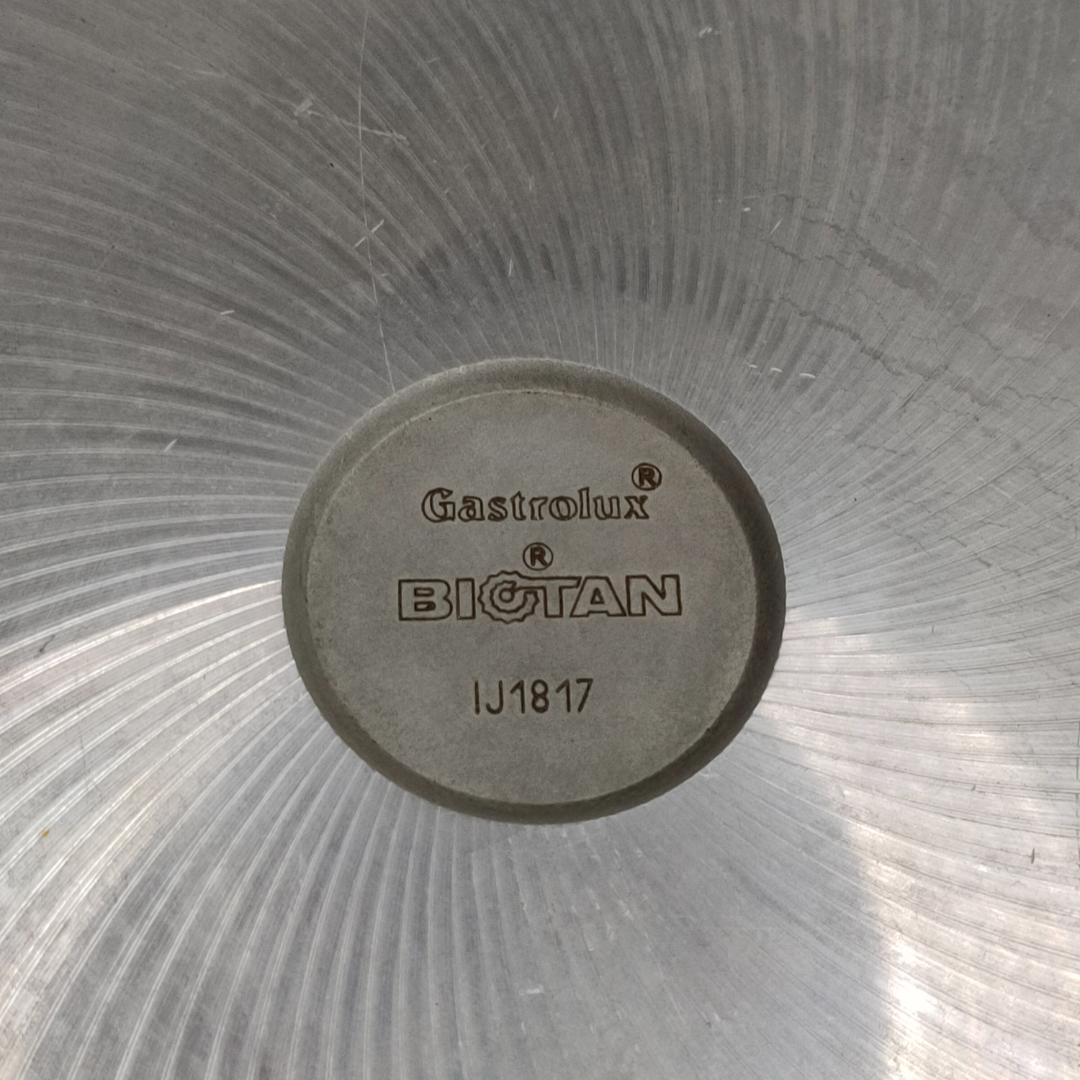 Gastrolux®
®
BIOTAN
IJ1817